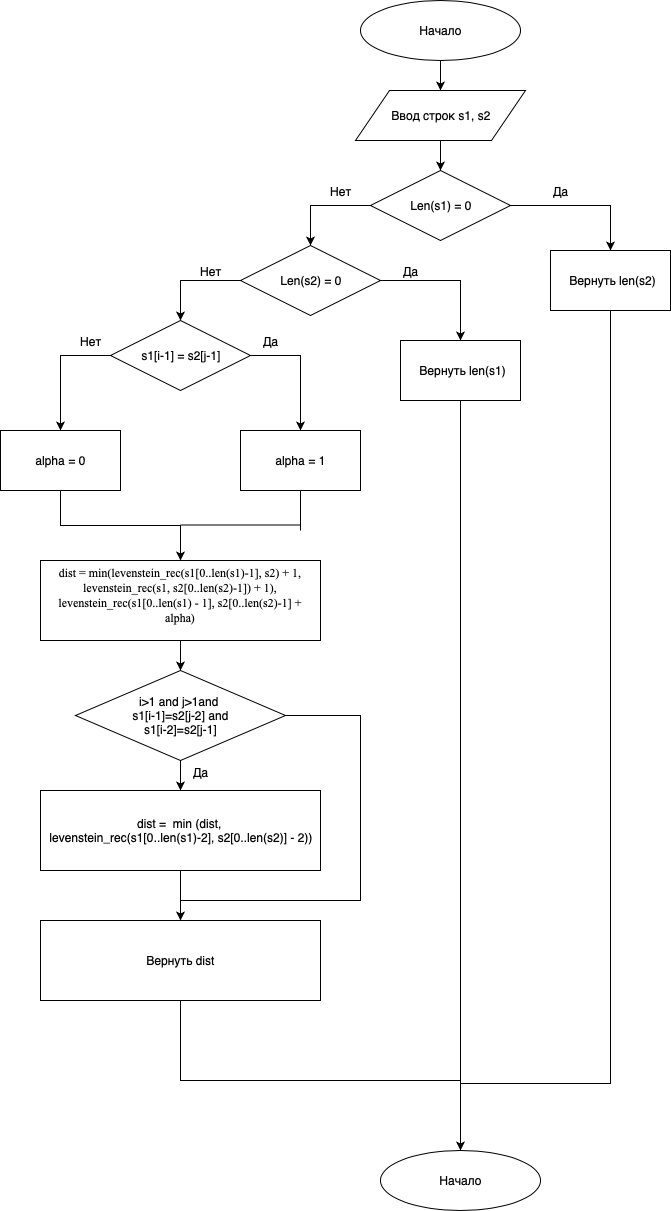 Начало
Ввод строк s1, s2
Нет
Да
Len(s1) = 0
Нет
Len(s2) = 0
Да
Вернуть len(s2)
Нет
s1[i-1] = s2[j-1]
Да
Вернуть len(s1)
alpha = 0
alpha = 1
dist = min(levenstein_rec(s1[0..len(s1)-1], s2) + 1,
levenstein_rec(s1, s2[0..len(s2)-1]) + 1),
levenstein_rec(s1[0..len(s1) - 1], s2[0..len(s2)-1] +
alpha)
i>1 and j>1and
s1[i-1]=s2[j-2] and
s1[i-2]=s2[j-1]
Да
dist =  min (dist,
levenstein_rec(s1[0..len(s1)-2], s2[0..len(s2)] - 2))
Вернуть dist
Начало